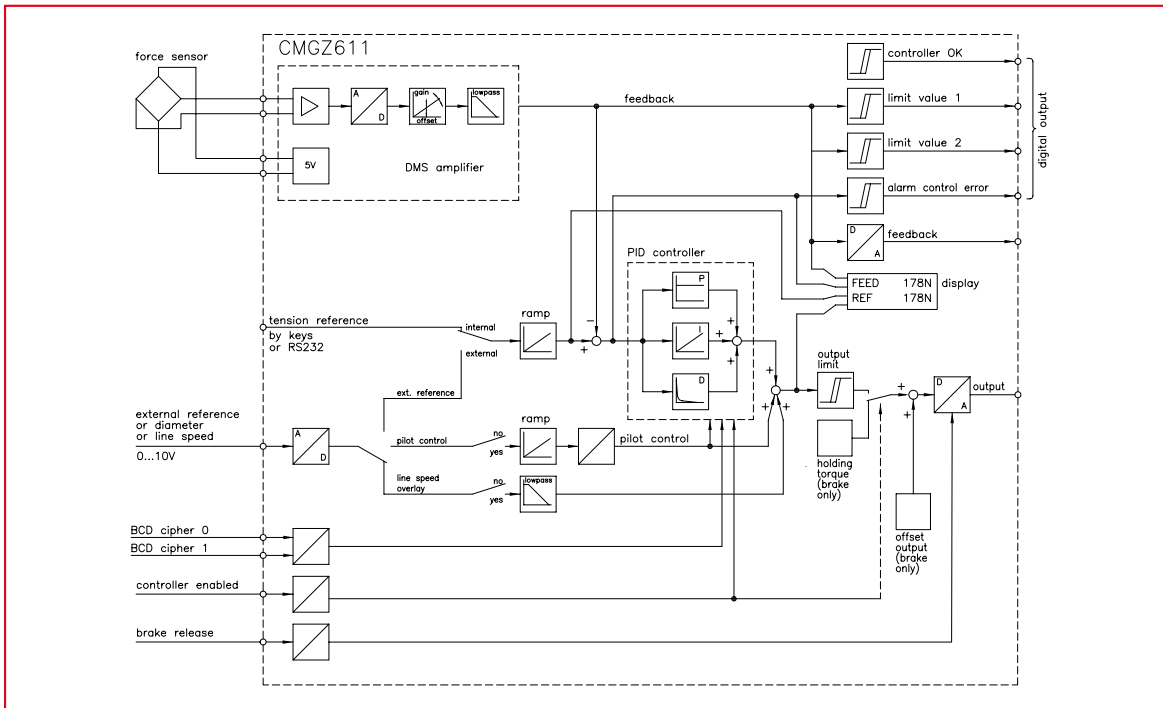 CMGZ611
force sensor
A
D
gain
offset
lowpass
5V
DMS amplifier
feedback
controller OK
limit value 1
limit value 2
alarm control error
digital output
D
A
feedback
PID controller
P
I
D
+
+
+
FEED 178N
REF 178N
display
tension reference
by keys
or RS232
internal
external
ramp
-
+
ext. reference
external reference
or diameter
or line speed
0...10V
A
D
pilot control
no
yes
ramp
pilot control
line speed
overlay
no
yes
lowpass
+
+
+
output
limit
holding
torque
(brake
only)
+
+
D
A
output
offset
output
(brake
only)
BCD cipher 0
BCD cipher 1
controller enabled
brake release